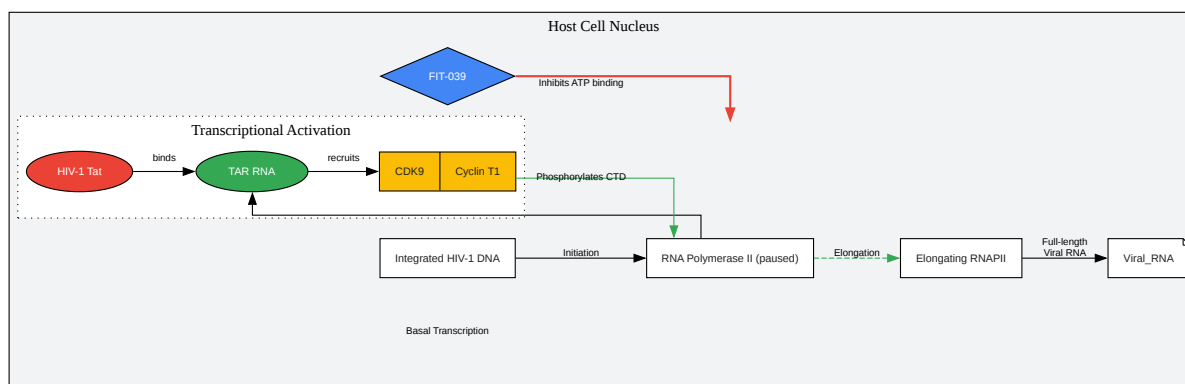 Host Cell Nucleus
FIT-039
Inhibits ATP binding
Transcriptional Activation
HIV-1 Tat
binds
TAR RNA
recruits
CDK9
Cyclin T1
Phosphorylates CTD
Integrated HIV-1 DNA
Initiation
RNA Polymerase II (paused)
Elongation
Elongating RNAPII
Full-length
Viral RNA
Viral_RNA
Basal Transcription